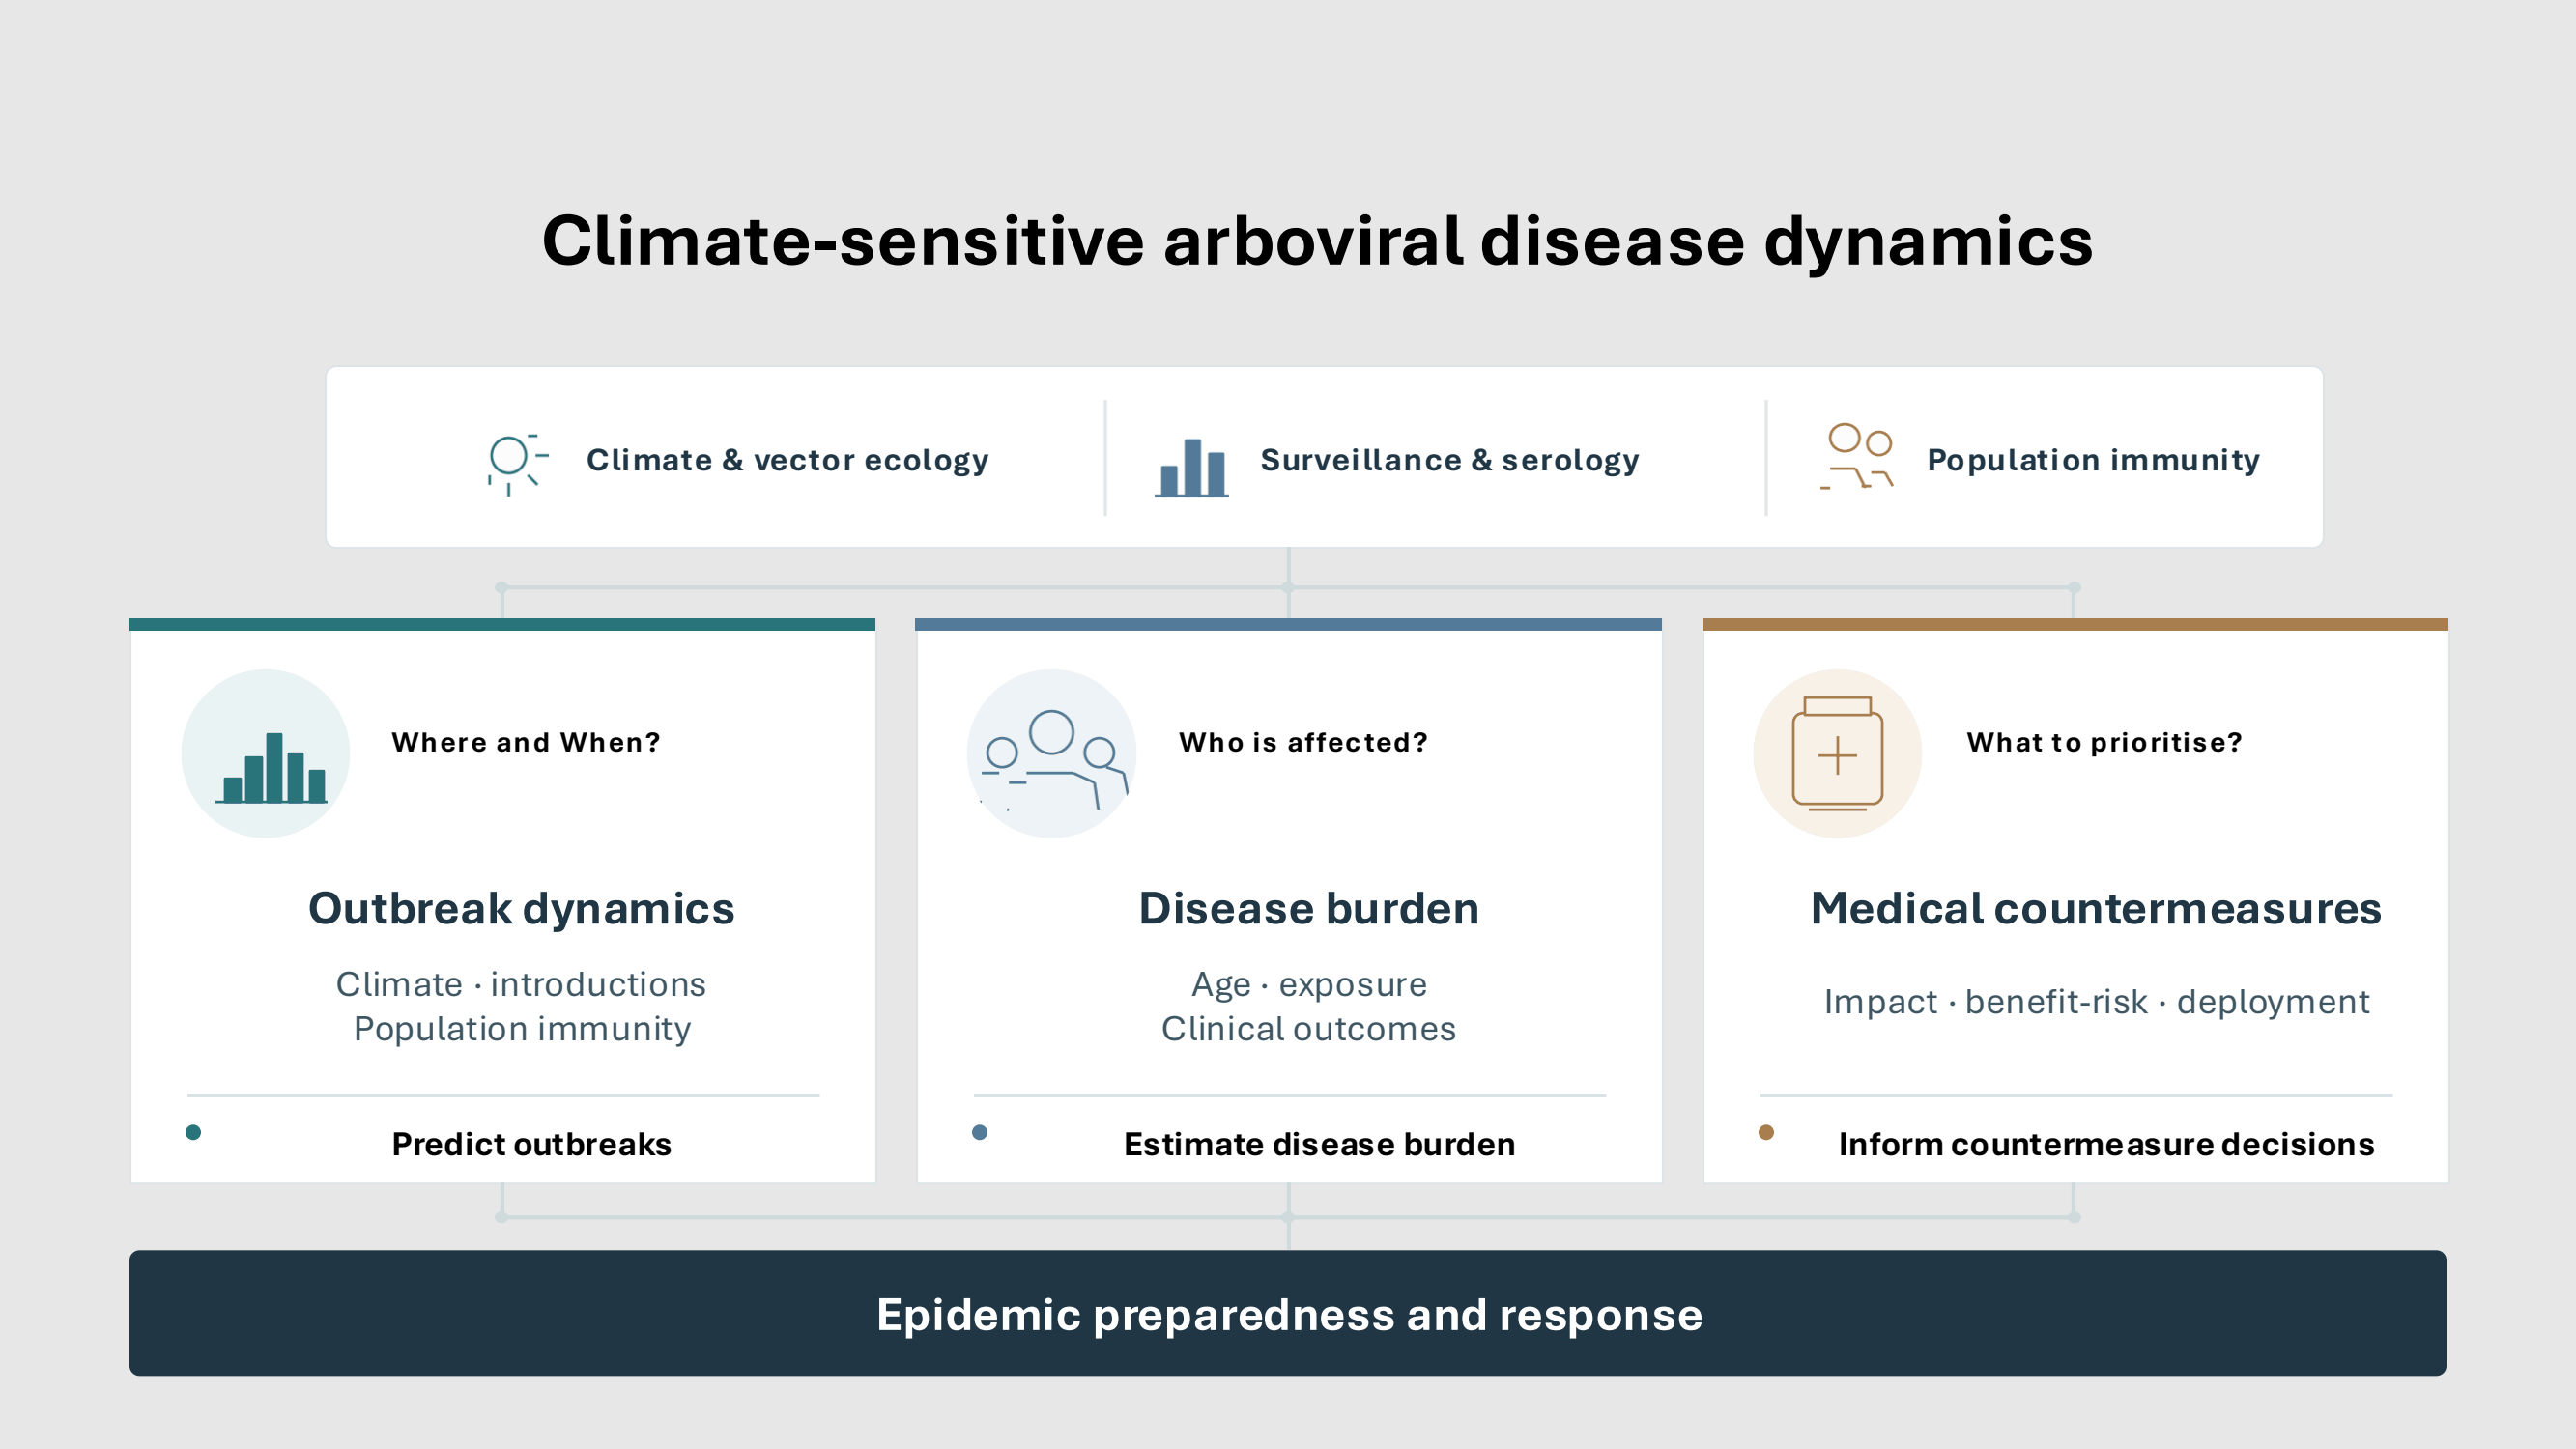 Climate-sensitive arboviral disease dynamics
Climate & vector ecology
Surveillance & serology
Population immunity
Where and When?
Outbreak dynamics
Climate · introductions
Population immunity
Predict outbreaks
Who is affected?
Disease burden
Age · exposure
Clinical outcomes
Estimate disease burden
What to prioritise?
Medical countermeasures
Impact · benefit-risk · deployment
Inform countermeasure decisions
Epidemic preparedness and response